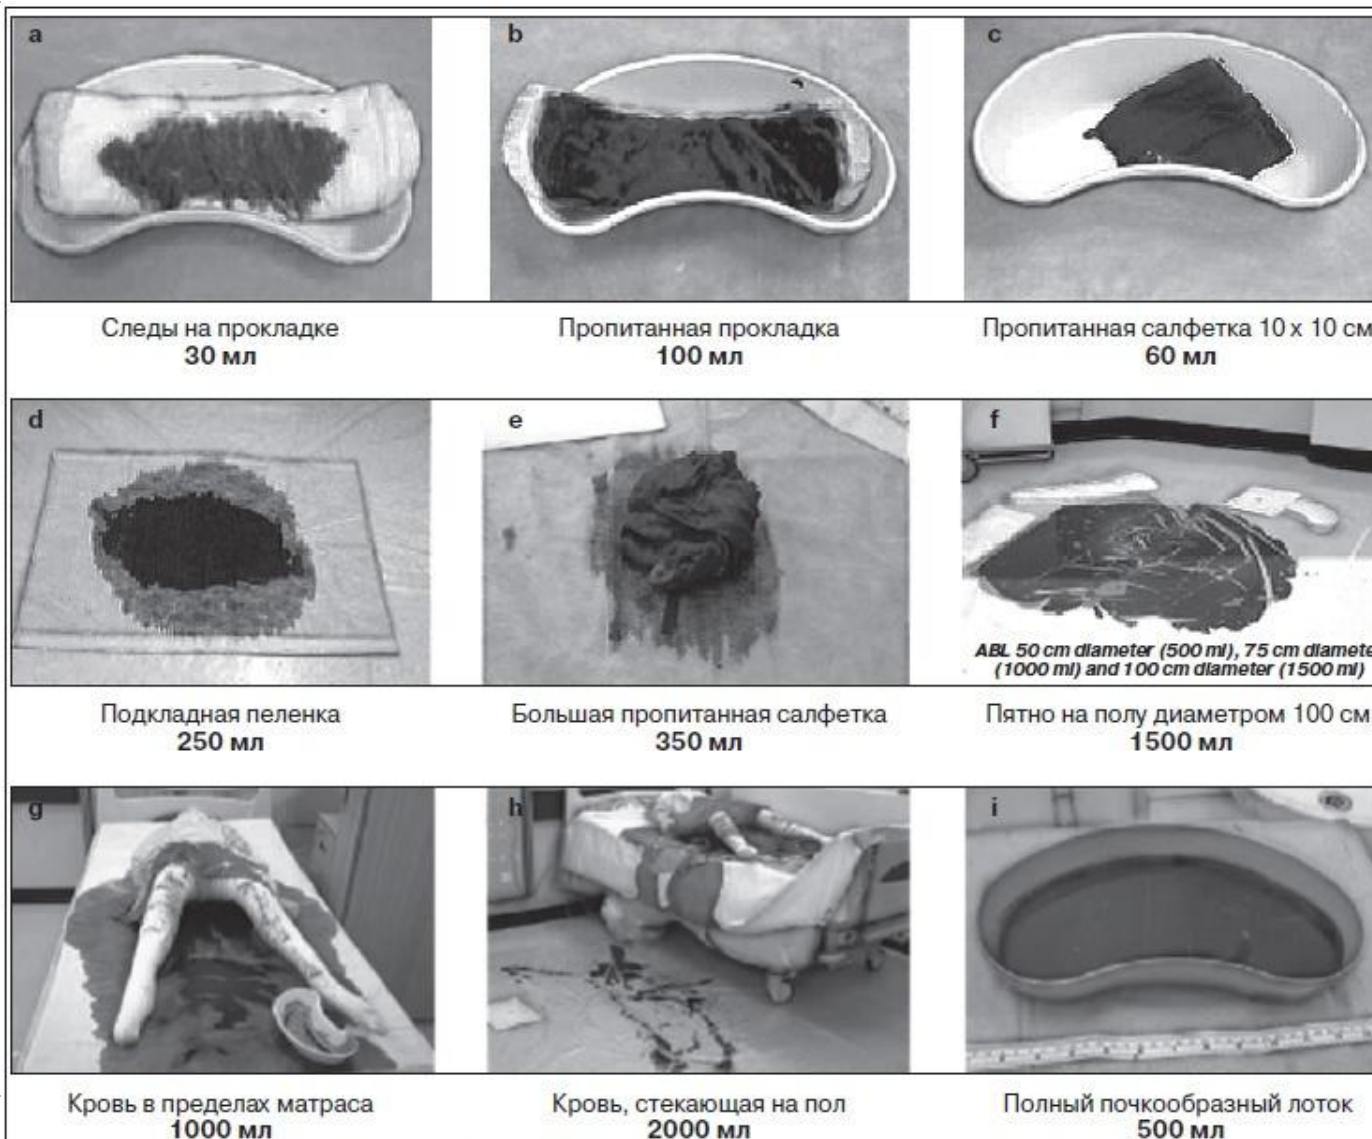 a
b
c
Следы на прокладке
30 мл
Пропитанная прокладка
100 мл
Пропитанная салфетка 10 x 10 см
60 мл
d
e
f
ABL 50 cm diameter (500 ml), 75 cm diamete
(1000 ml) and 100 cm diameter (1500 ml)
Подкладная пеленка
250 мл
Большая пропитанная салфетка
350 мл
Пятно на полу диаметром 100 см
1500 мл
g
h
i
Кровь в пределах матраса
1000 мл
Кровь, стекающая на пол
2000 мл
Полный почкообразный лоток
500 мл